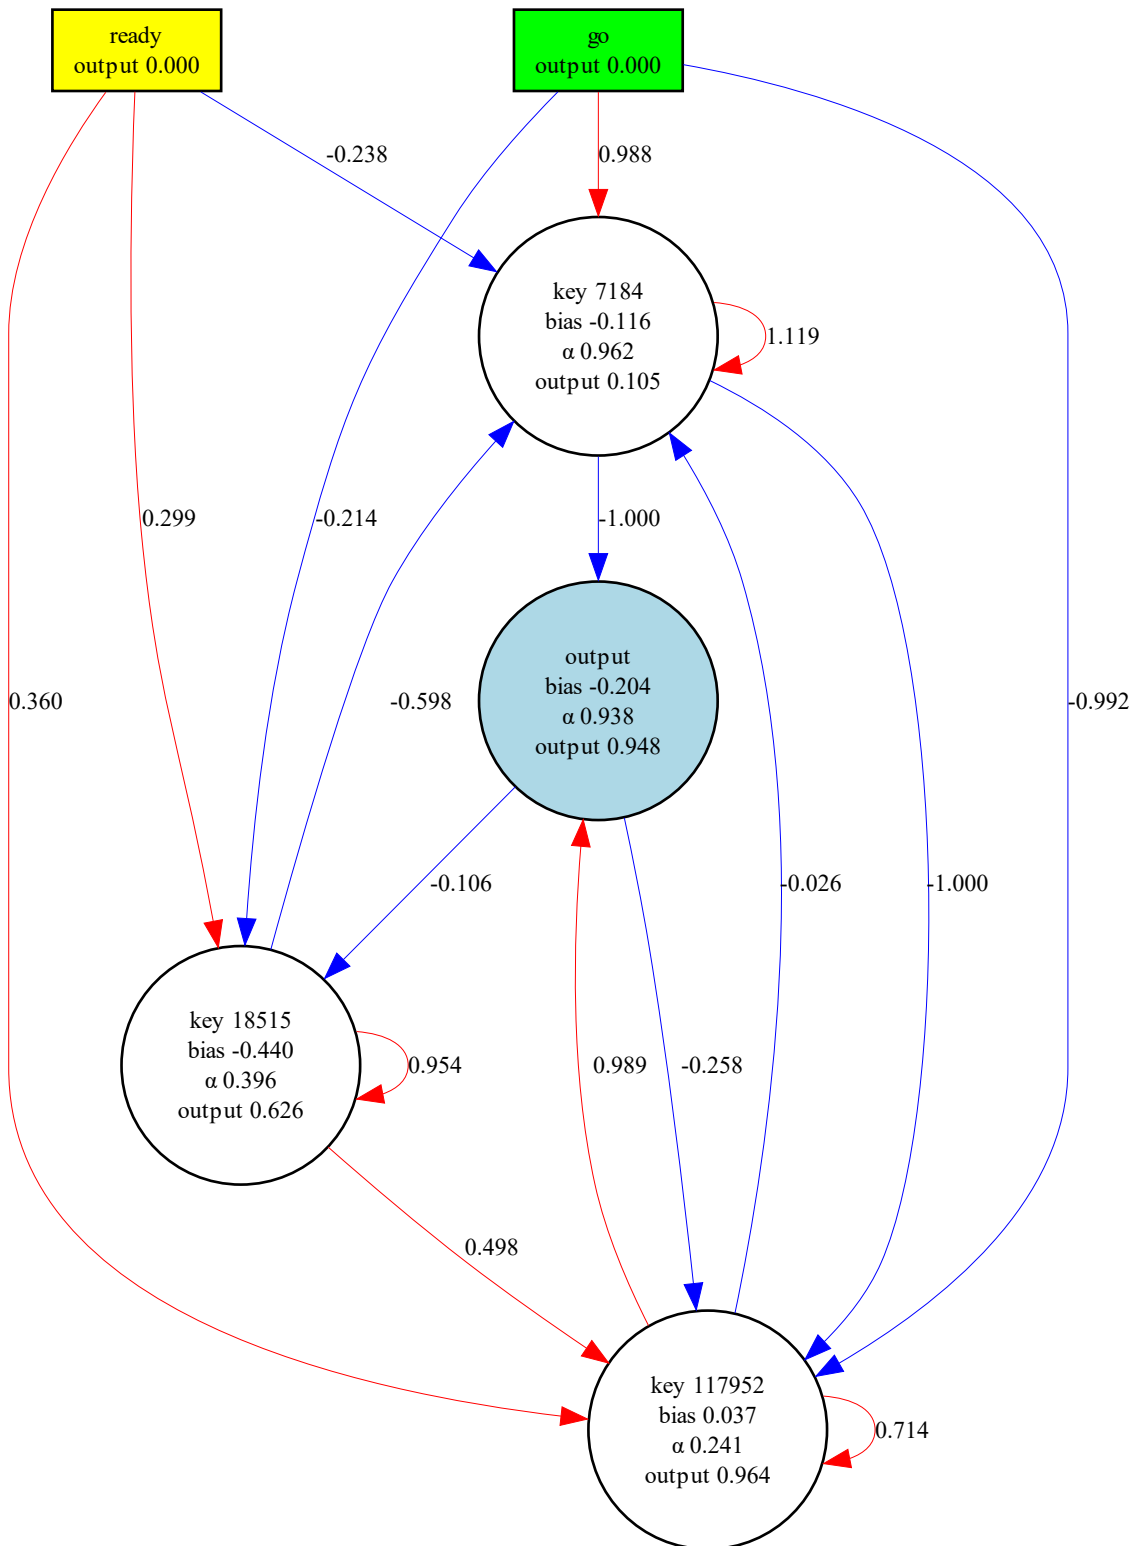 ready
output 0.000
go
output 0.000
-0.238
0.988
key 7184
bias -0.116
α 0.962
output 0.105
1.119
0.299
-0.214
-1.000
output
bias -0.204
α 0.938
output 0.948
0.360
-0.598
-0.992
-0.106
-0.026
-1.000
key 18515
bias -0.440
α 0.396
output 0.626
0.954
0.989
-0.258
0.498
key 117952
bias 0.037
α 0.241
output 0.964
0.714